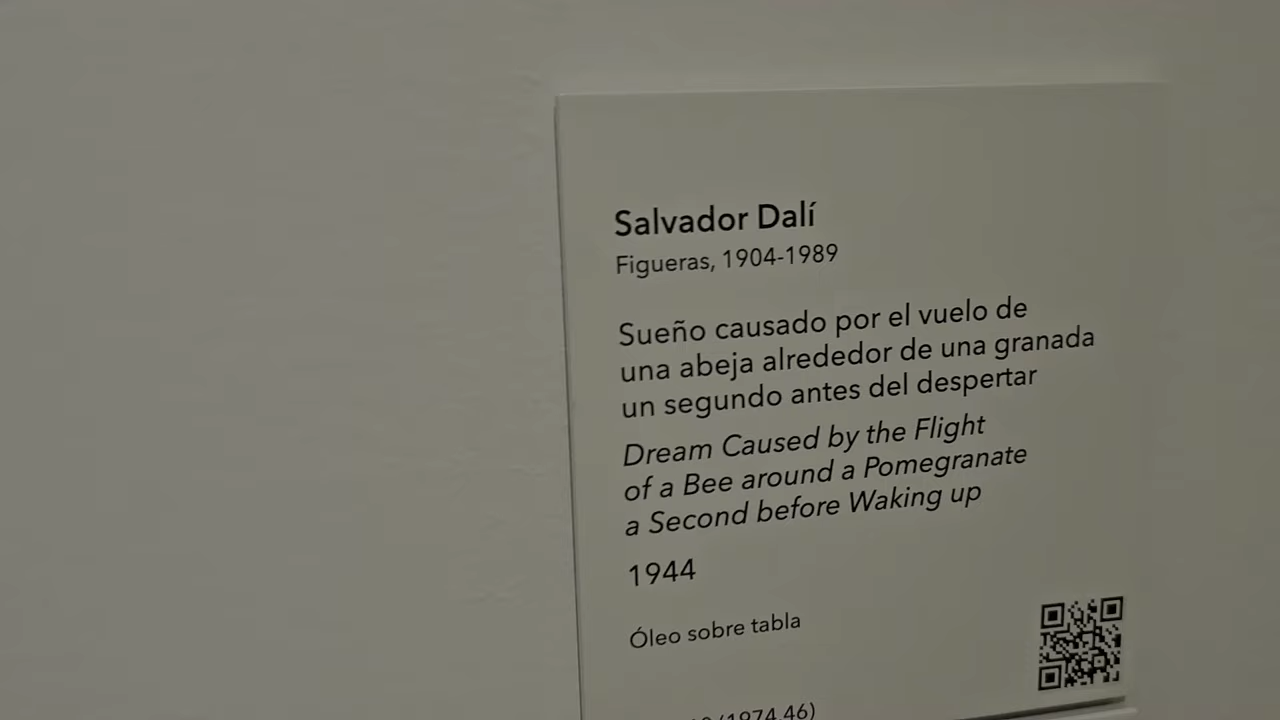 Salvador Dalí
Figueras, 1904-1989
Sueño causado por el vuelo de
una abeja alrededor de una granada
un segundo antes del despertar
Dream Caused by the Flight
of a Bee around a Pomegranate
a Second before Waking up
1944
Óleo sobre tabla
(1974.46)